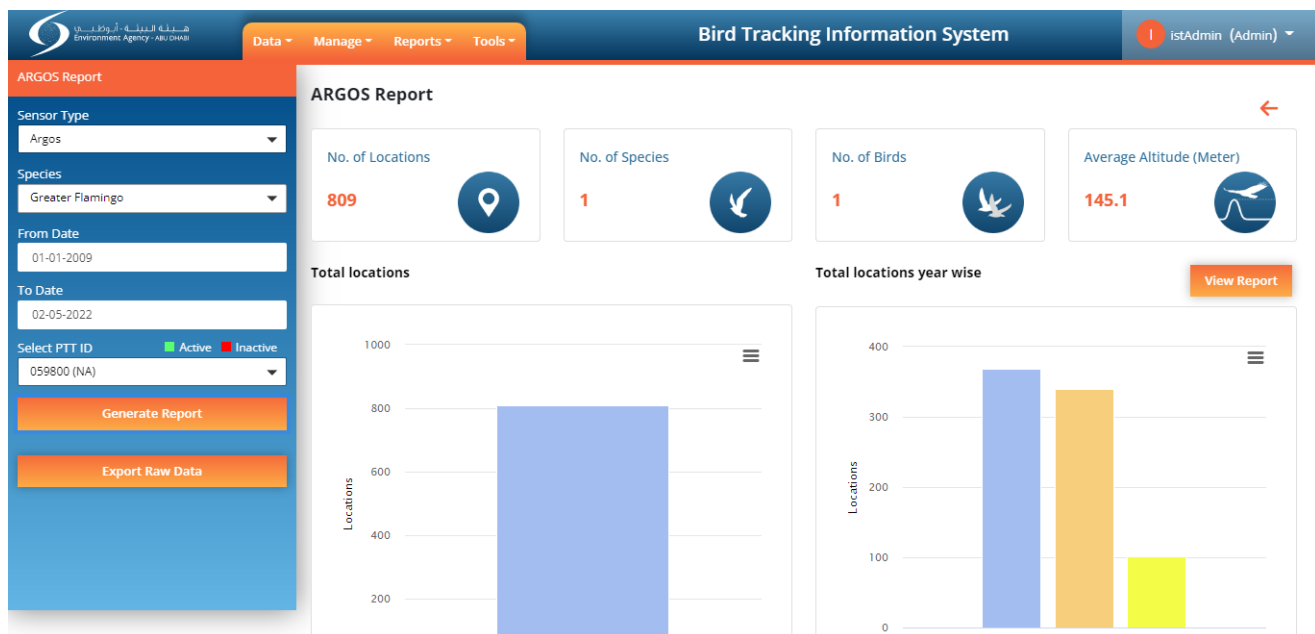 هيئة البيئة - أبوظبي
Environment Agency - ABU DHABI
Data
Manage
Reports
Tools
Bird Tracking Information System
I
istAdmin (Admin)
ARGOS Report
Sensor Type
Argos
Species
Greater Flamingo
From Date
01-01-2009
To Date
02-05-2022
Select PTT ID
Active
Inactive
059800 (NA)
Generate Report
Export Raw Data
ARGOS Report
No. of Locations
809
No. of Species
1
No. of Birds
1
Average Altitude (Meter)
145.1
Total locations
1000
800
600
400
200
Locations
Total locations year wise
View Report
400
300
200
100
0
Locations